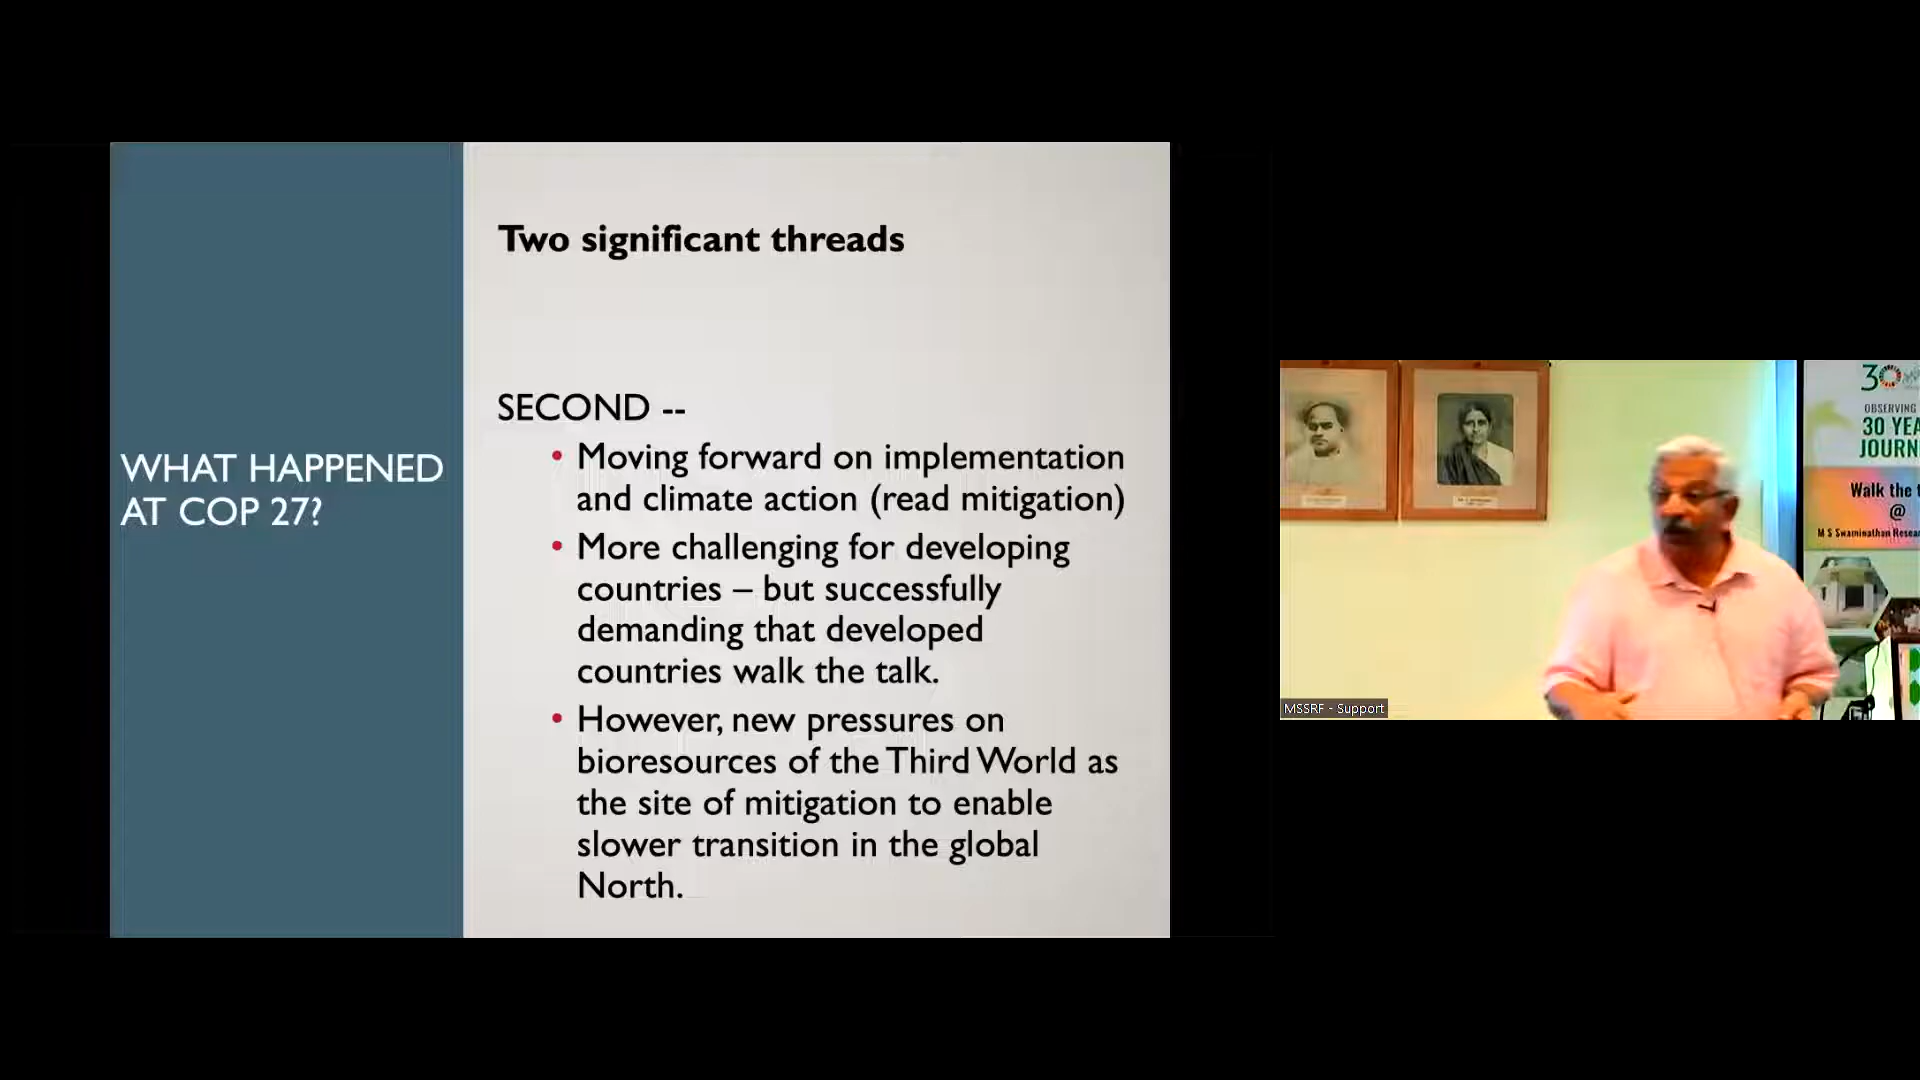 Two significant threads
SECOND --
• Moving forward on implementation
and climate action (read mitigation)
• More challenging for developing
countries – but successfully
demanding that developed
countries walk the talk.
• However, new pressures on
bioresources of the Third World as
the site of mitigation to enable
slower transition in the global
North.
WHAT HAPPENED
AT COP 27?
30
OBSERVING
30 YEA
JOURN
Walk the t
@
M S Swaminathan Resear
MSSRF - Support